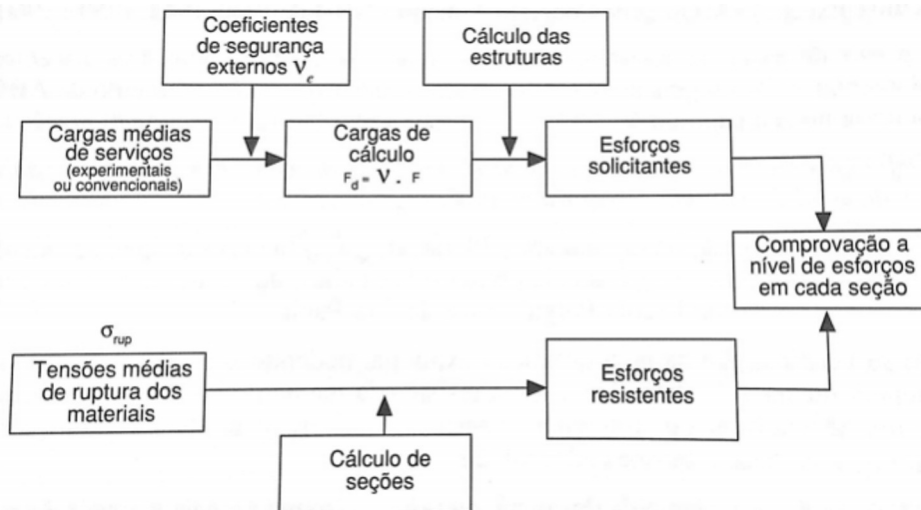 Coeficientes
de segurança
externos ν_e
Cálculo das
estruturas
Cargas médias
de serviços
(experimentais
ou convencionais)
Cargas de
cálculo
F_d = ν . F
Esforços
solicitantes
Comprovação a
nível de esforços
em cada seção
σ_rup
Tensões médias
de ruptura dos
materiais
Esforços
resistentes
Cálculo de
seções